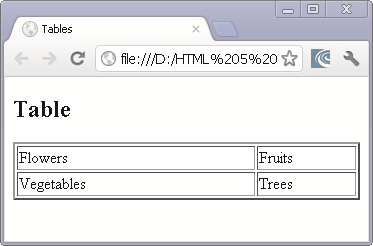 Tables
file:///D:/HTML%205%20
Table
Flowers Fruits
Vegetables Trees